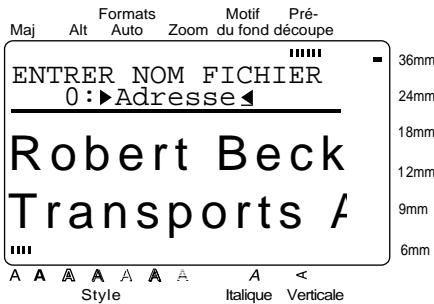 Formats Motif Pré-
Maj Alt Auto Zoom du fond découpe
ENTRER NOM FICHIER
0:▶Adresse◀
Robert Beck
Transports A
36mm
24mm
18mm
12mm
9mm
6mm
A A A A A A A A <
Style Italique Verticale